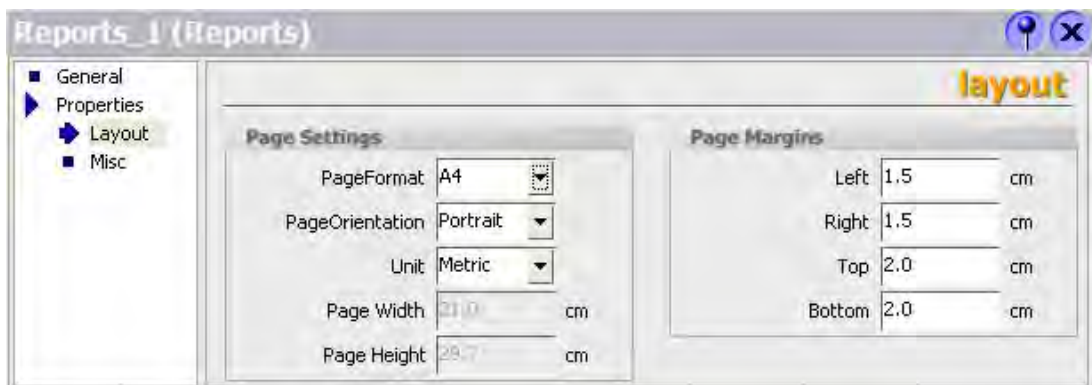 Reports_1 (Reports)
General
Properties
Layout
Misc
layout
Page Settings
PageFormat A4
PageOrientation Portrait
Unit Metric
Page Width 21.0 cm
Page Height 29.7 cm
Page Margins
Left 1.5 cm
Right 1.5 cm
Top 2.0 cm
Bottom 2.0 cm